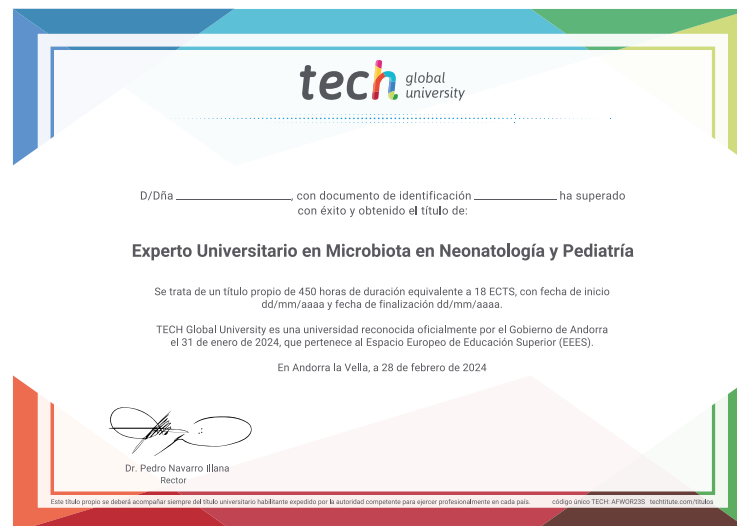 tech global university
D/Dña ______________, con documento de identificación ______________ ha superado
con éxito y obtenido el título de:
Experto Universitario en Microbiota en Neonatología y Pediatría
Se trata de un título propio de 450 horas de duración equivalente a 18 ECTS, con fecha de inicio
dd/mm/aaaa y fecha de finalización dd/mm/aaaa.
TECH Global University es una universidad reconocida oficialmente por el Gobierno de Andorra
el 31 de enero de 2024, que pertenece al Espacio Europeo de Educación Superior (EEES).
En Andorra la Vella, a 28 de febrero de 2024
Dr. Pedro Navarro Illana
Rector
Este título propio se deberá acompañar siempre del título universitario habilitante expedido por la autoridad competente para ejercer profesionalmente en cada país. código único TECH: AFWOR23S techtitute.com/titulos